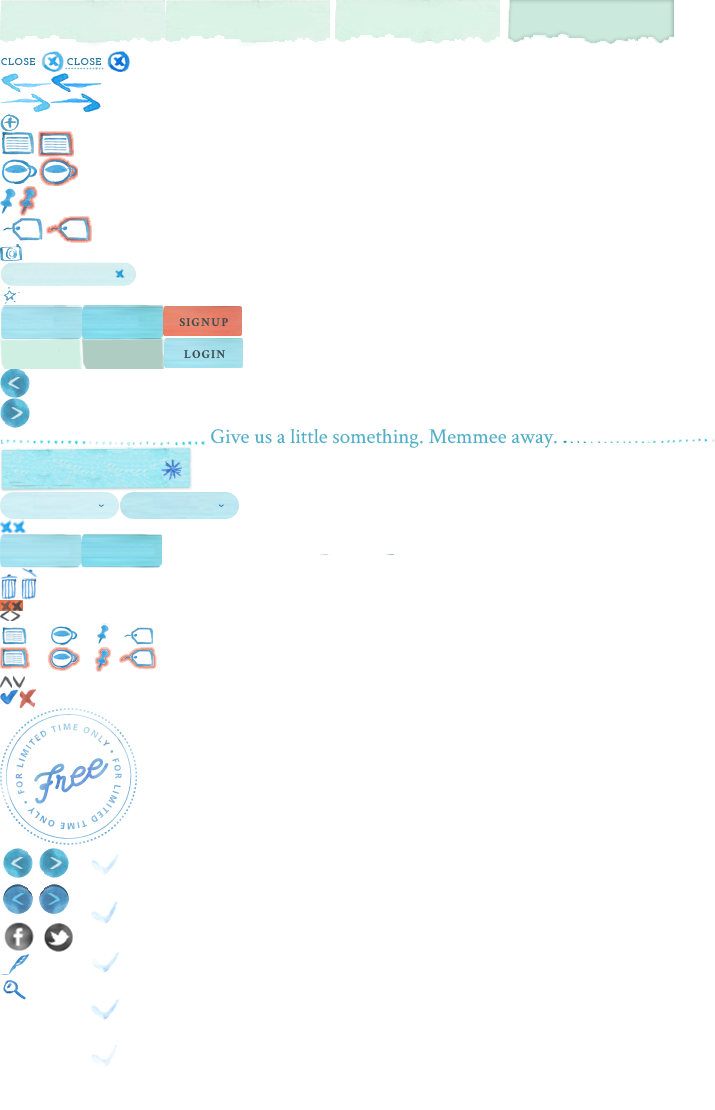 CLOSE CLOSE
SIGNUP
LOGIN
Give us a little something. Memmee away.
FOR LIMITED TIME ONLY • FOR LIMITED TIME ONLY •
Free